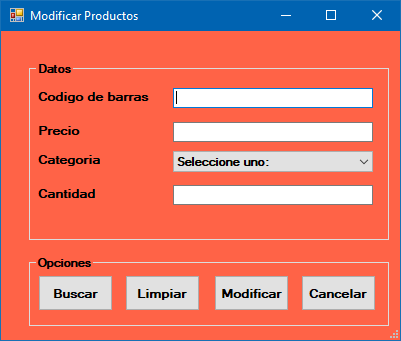 Modificar Productos
Datos
Codigo de barras
Precio
Categoria
Seleccione uno:
Cantidad
Opciones
Buscar
Limpiar
Modificar
Cancelar